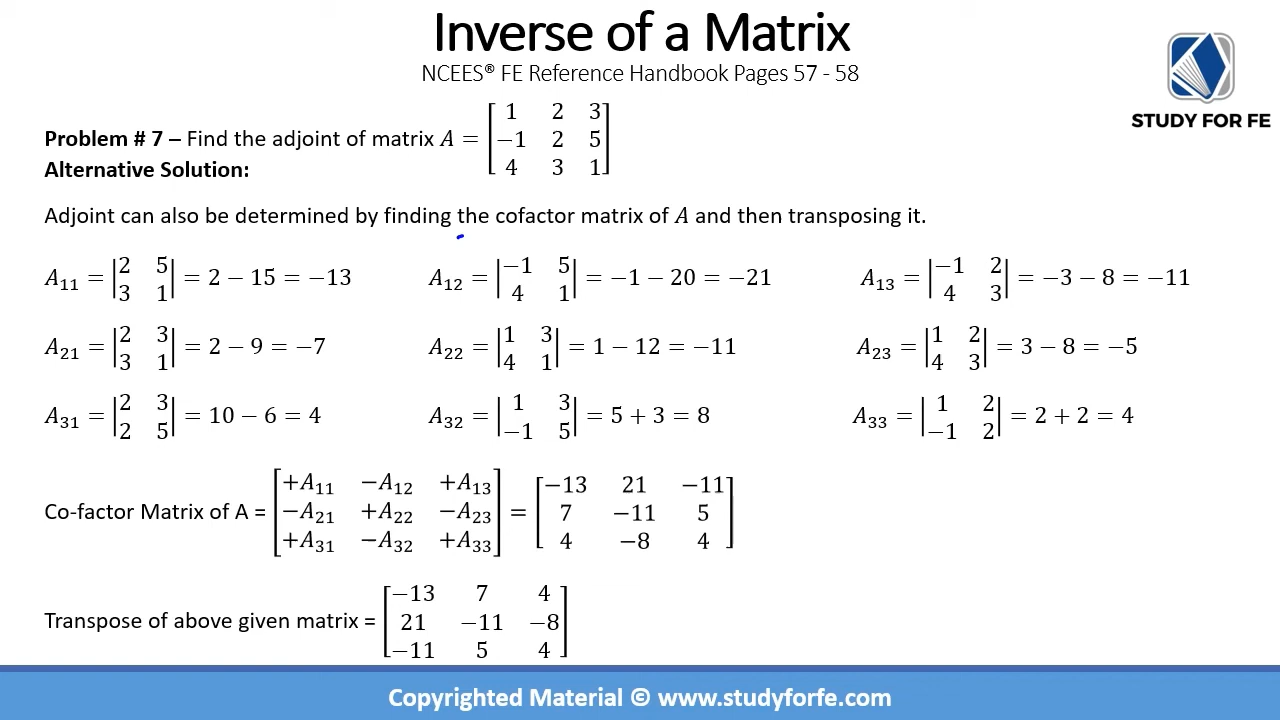 Inverse of a Matrix
NCEES® FE Reference Handbook Pages 57 - 58
STUDY FOR FE
Problem # 7 – Find the adjoint of matrix A = [1 2 3; −1 2 5; 4 3 1]
Alternative Solution:
Adjoint can also be determined by finding the cofactor matrix of A and then transposing it.
A₁₁ = |2 5; 3 1| = 2 − 15 = −13 A₁₂ = |−1 5; 4 1| = −1 − 20 = −21 A₁₃ = |−1 2; 4 3| = −3 − 8 = −11
A₂₁ = |2 3; 3 1| = 2 − 9 = −7 A₂₂ = |1 3; 4 1| = 1 − 12 = −11 A₂₃ = |1 2; 4 3| = 3 − 8 = −5
A₃₁ = |2 3; 2 5| = 10 − 6 = 4 A₃₂ = |1 3; −1 5| = 5 + 3 = 8 A₃₃ = |1 2; −1 2| = 2 + 2 = 4
Co-factor Matrix of A = [+A₁₁ −A₁₂ +A₁₃; −A₂₁ +A₂₂ −A₂₃; +A₃₁ −A₃₂ +A₃₃] = [−13 21 −11; 7 −11 5; 4 −8 4]
Transpose of above given matrix = [−13 7 4; 21 −11 −8; −11 5 4]
Copyrighted Material © www.studyforfe.com